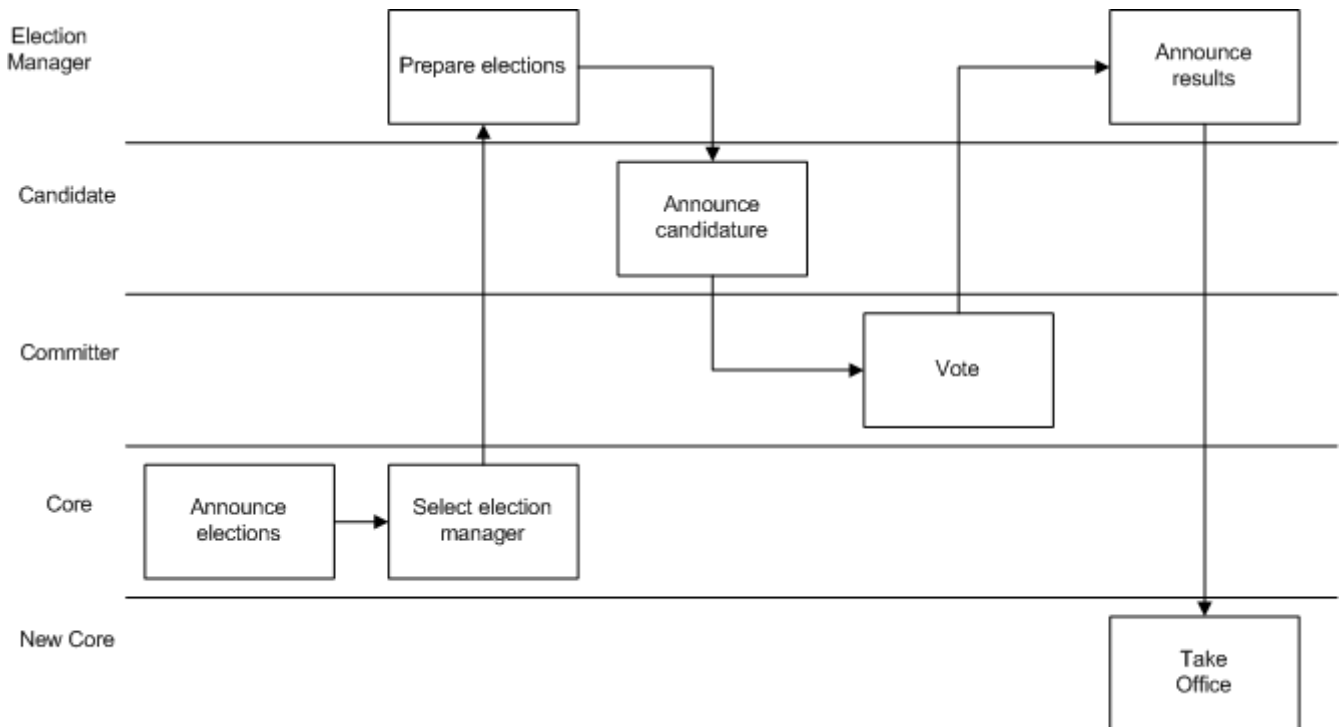 Election
Manager
Prepare elections
Announce
results
Candidate
Announce
candidature
Committer
Vote
Core
Announce
elections
Select election
manager
New Core
Take
Office